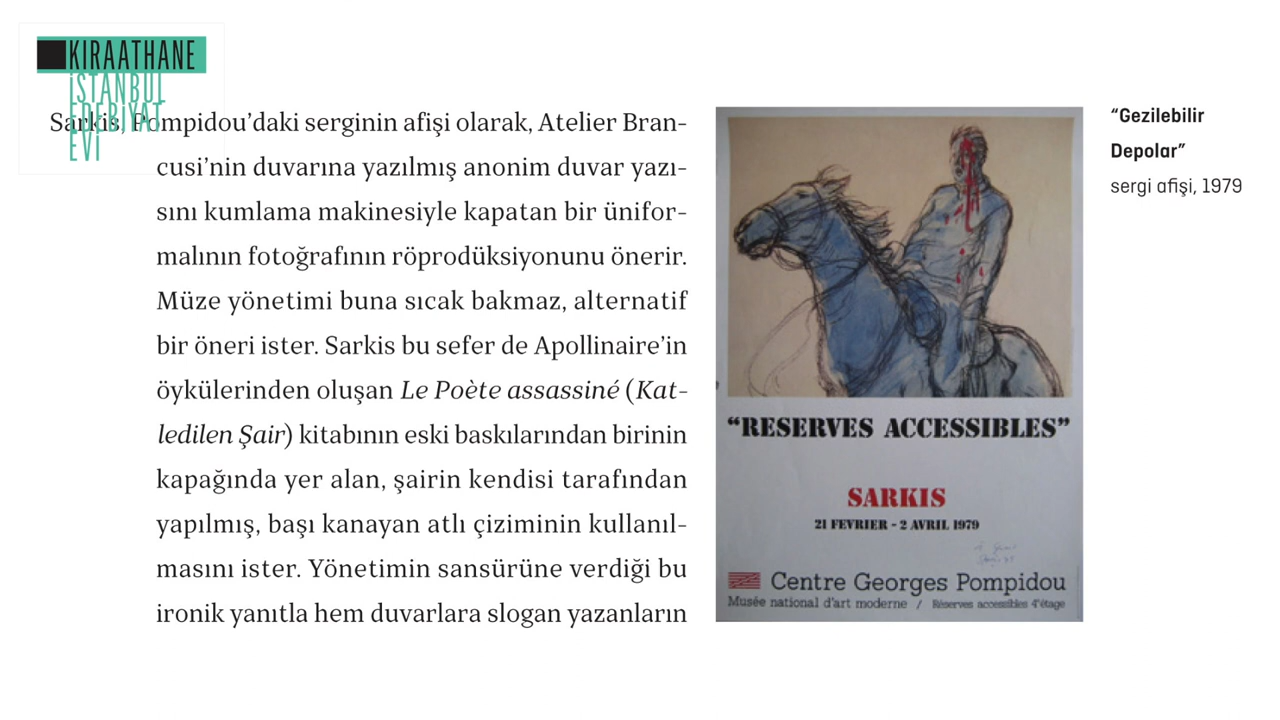 KIRAATHANE
İSTANBUL
EDEBİYAT
EVİ
Sarkis, Pompidou’daki serginin afişi olarak, Atelier Bran-
cusi’nin duvarına yazılmış anonim duvar yazı-
sını kumlama makinesiyle kapatan bir ünifor-
malının fotoğrafının röprodüksiyonunu önerir.
Müze yönetimi buna sıcak bakmaz, alternatif
bir öneri ister. Sarkis bu sefer de Apollinaire’in
öykülerinden oluşan Le Poète assassiné (Kat-
ledilen Şair) kitabının eski baskılarından birinin
kapağında yer alan, şairin kendisi tarafından
yapılmış, başı kanayan atlı çiziminin kullanıl-
masını ister. Yönetimin sansürüne verdiği bu
ironik yanıtla hem duvarlara slogan yazanların
“RESERVES ACCESSIBLES”
SARKIS
21 FEVRIER - 2 AVRIL 1979
Centre Georges Pompidou
Musée national d’art moderne / Réserves accessibles 4ᵉétage
“Gezilebilir
Depolar”
sergi afişi, 1979